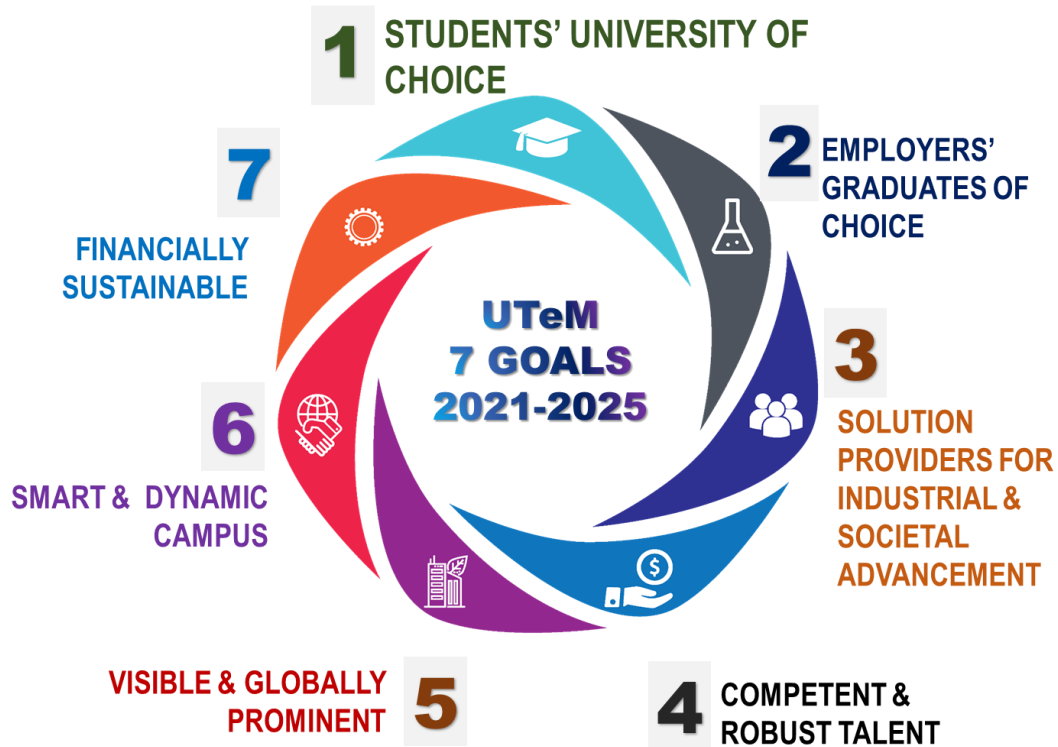 1
STUDENTS’ UNIVERSITY OF
CHOICE
2
EMPLOYERS’
GRADUATES OF
CHOICE
3
SOLUTION
PROVIDERS FOR
INDUSTRIAL &
SOCIETAL
ADVANCEMENT
4
COMPETENT &
ROBUST TALENT
5
VISIBLE & GLOBALLY
PROMINENT
6
SMART & DYNAMIC
CAMPUS
7
FINANCIALLY
SUSTAINABLE
UTeM
7 GOALS
2021-2025
$